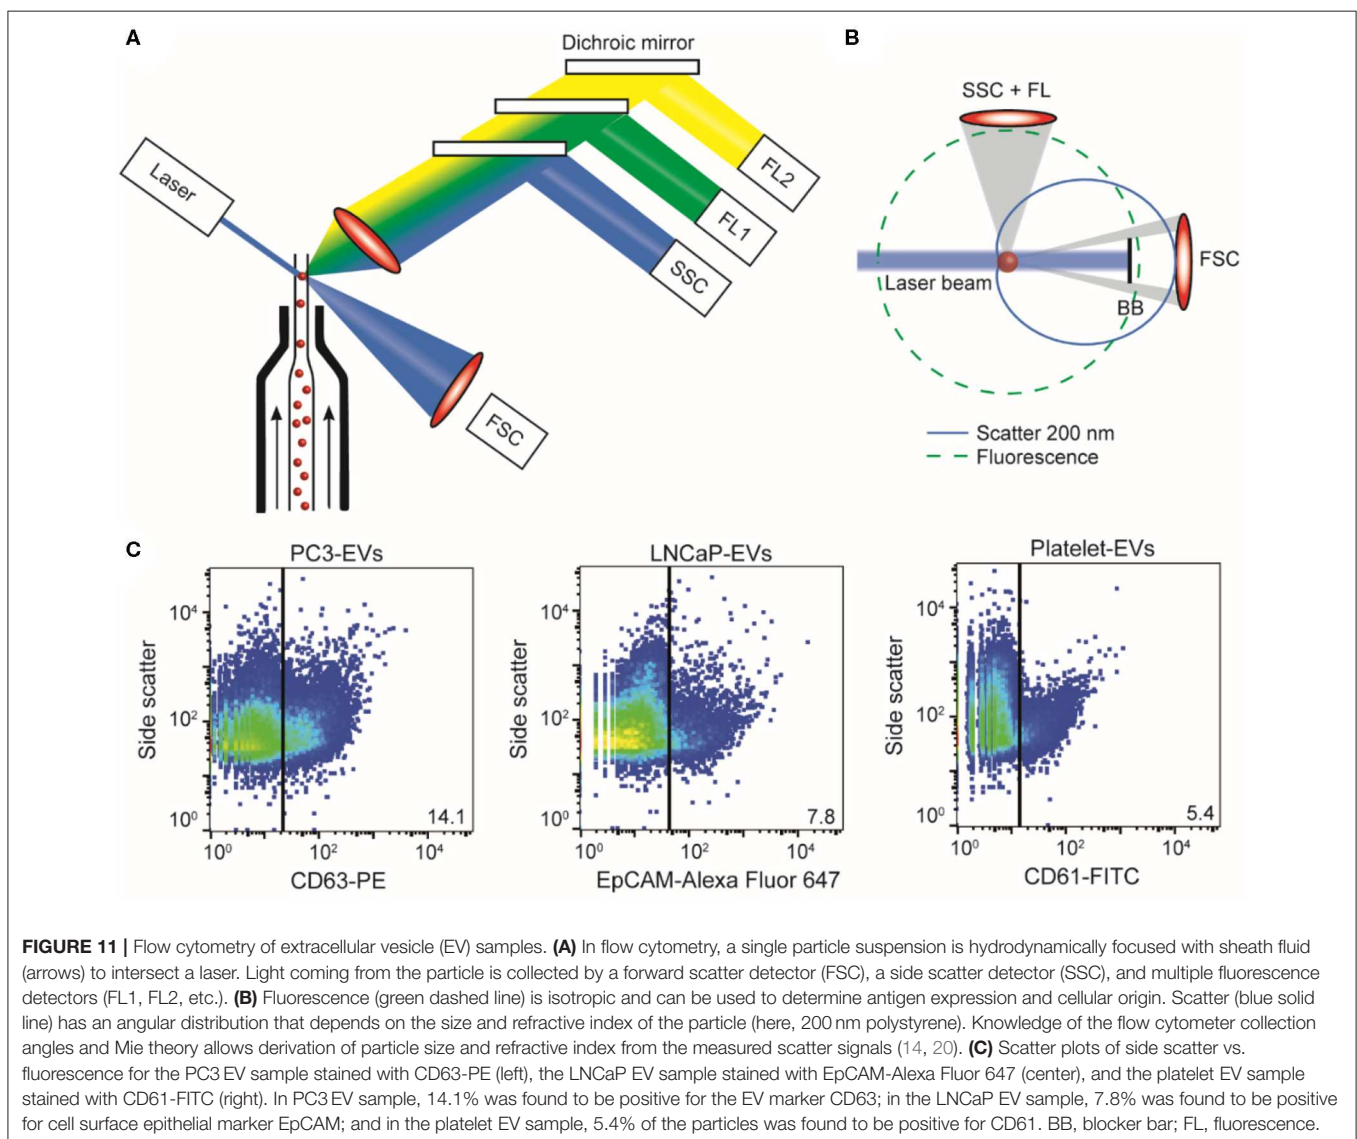 A
Dichroic mirror
Laser
FL2
FL1
SSC
FSC
B
SSC + FL
FSC
Laser beam
BB
Scatter 200 nm
Fluorescence
C
PC3-EVs
Side scatter
10⁴
10²
10⁰
14.1
10⁰ 10² 10⁴
CD63-PE
LNCaP-EVs
Side scatter
10⁴
10²
10⁰
7.8
10⁰ 10² 10⁴
EpCAM-Alexa Fluor 647
Platelet-EVs
Side scatter
10⁴
10²
10⁰
5.4
10⁰ 10² 10⁴
CD61-FITC
FIGURE 11 | Flow cytometry of extracellular vesicle (EV) samples. (A) In flow cytometry, a single particle suspension is hydrodynamically focused with sheath fluid
(arrows) to intersect a laser. Light coming from the particle is collected by a forward scatter detector (FSC), a side scatter detector (SSC), and multiple fluorescence
detectors (FL1, FL2, etc.). (B) Fluorescence (green dashed line) is isotropic and can be used to determine antigen expression and cellular origin. Scatter (blue solid
line) has an angular distribution that depends on the size and refractive index of the particle (here, 200 nm polystyrene). Knowledge of the flow cytometer collection
angles and Mie theory allows derivation of particle size and refractive index from the measured scatter signals (14, 20). (C) Scatter plots of side scatter vs.
fluorescence for the PC3 EV sample stained with CD63-PE (left), the LNCaP EV sample stained with EpCAM-Alexa Fluor 647 (center), and the platelet EV sample
stained with CD61-FITC (right). In PC3 EV sample, 14.1% was found to be positive for the EV marker CD63; in the LNCaP EV sample, 7.8% was found to be positive
for cell surface epithelial marker EpCAM; and in the platelet EV sample, 5.4% of the particles was found to be positive for CD61. BB, blocker bar; FL, fluorescence.